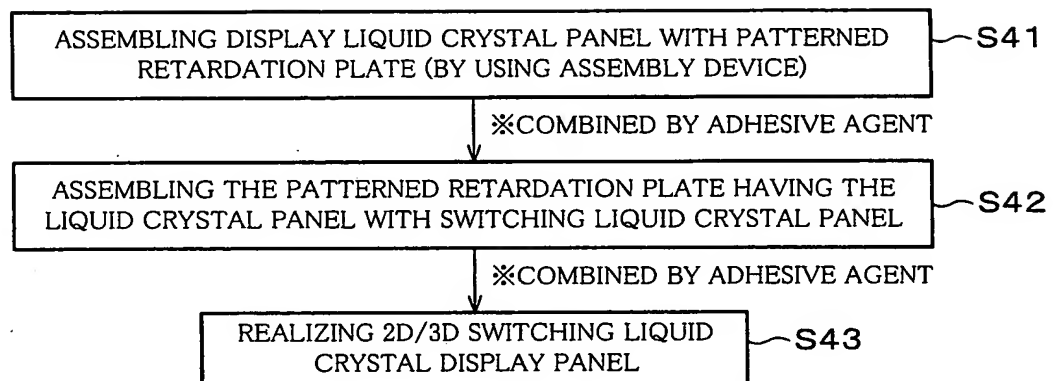 ASSEMBLING DISPLAY LIQUID CRYSTAL PANEL WITH PATTERNED
RETARDATION PLATE (BY USING ASSEMBLY DEVICE)
S41
※COMBINED BY ADHESIVE AGENT
ASSEMBLING THE PATTERNED RETARDATION PLATE HAVING THE
LIQUID CRYSTAL PANEL WITH SWITCHING LIQUID CRYSTAL PANEL
S42
※COMBINED BY ADHESIVE AGENT
REALIZING 2D/3D SWITCHING LIQUID
CRYSTAL DISPLAY PANEL
S43